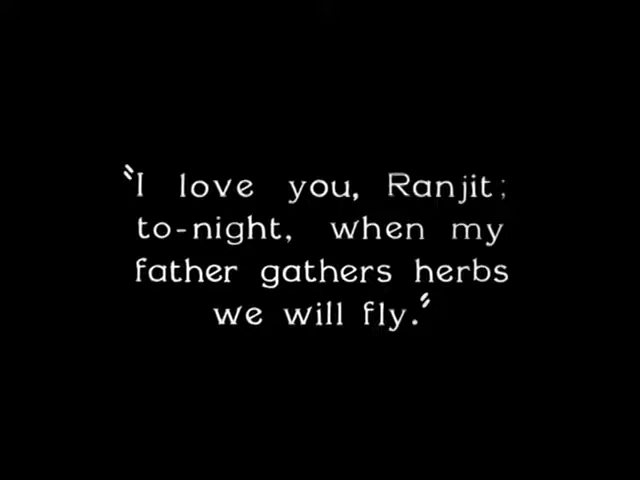 "I love you, Ranjit;
to-night, when my
father gathers herbs
we will fly."